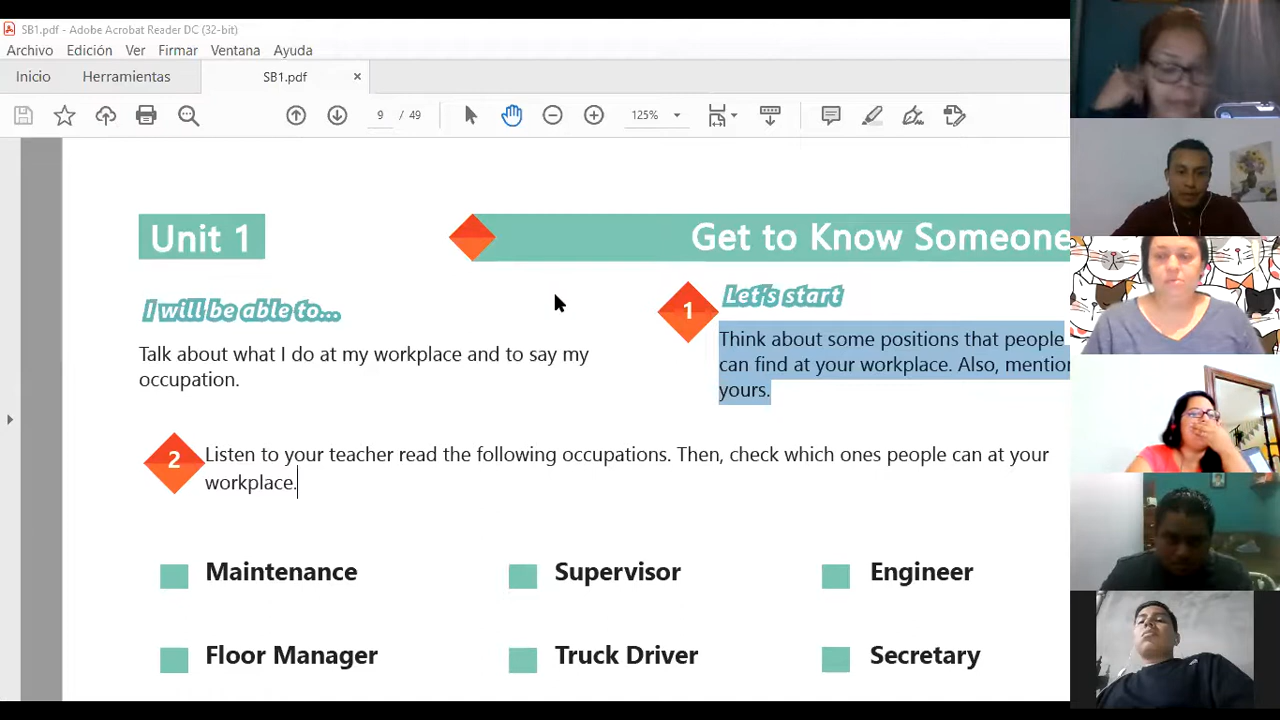 SB1.pdf - Adobe Acrobat Reader DC (32-bit)
Archivo Edición Ver Firmar Ventana Ayuda
Inicio Herramientas SB1.pdf ×
9 / 49 125%
Unit 1
Get to Know Someone
I will be able to...
Talk about what I do at my workplace and to say my
occupation.
1 Let's start
Think about some positions that people
can find at your workplace. Also, mention
yours.
2 Listen to your teacher read the following occupations. Then, check which ones people can at your
workplace.
Maintenance Supervisor Engineer
Floor Manager Truck Driver Secretary